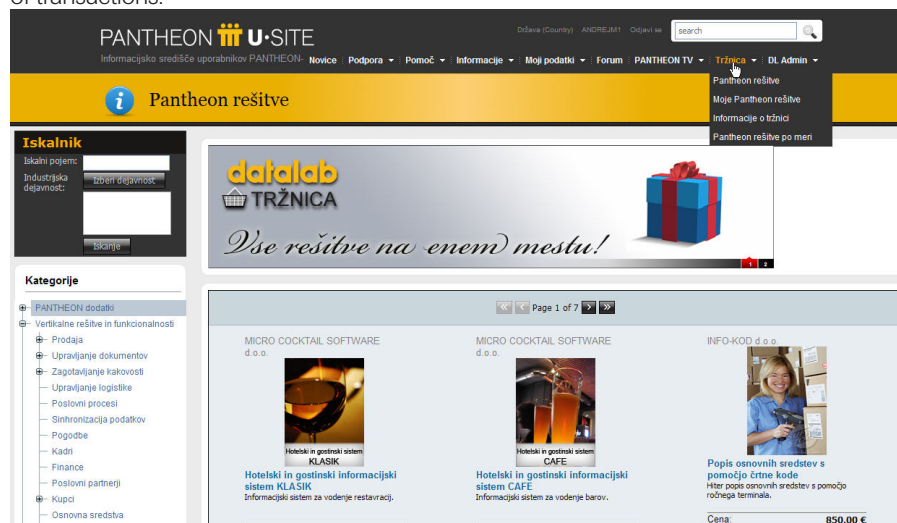 of transactions.
PANTHEON U·SITE
Država (Country) ANDREJM1 Odjavi se search
Informacijsko središče uporabnikov PANTHEON- Novice Podpora Pomoč Informacije Moji podatki Forum PANTHEON TV Tržnica DL Admin
Pantheon rešitve
Moje Pantheon rešitve
Informacije o tržnici
Pantheon rešitve po meri
i Pantheon rešitve
Iskalnik
Iskalni pojem:
Industrijska dejavnost: Izberi dejavnost
Iskanje
datalab
TRŽNICA
Vse rešitve na enem mestu!
1 2
Kategorije
PANTHEON dodatki
Vertikalne rešitve in funkcionalnosti
Prodaja
Upravljanje dokumentov
Zagotavljanje kakovosti
Upravljanje logistike
Poslovni procesi
Sinhronizacija podatkov
Pogodbe
Kadri
Finance
Poslovni partnerji
Kupci
Osnovna sredstva
Page 1 of 7
MICRO COCKTAIL SOFTWARE
d.o.o.
Hotelski in gostinski sistem
KLASIK
Hotelski in gostinski informacijski
sistem KLASIK
Informacijski sistem za vodenje restavracij.
MICRO COCKTAIL SOFTWARE
d.o.o.
Hotelski in gostinski sistem
CAFE
Hotelski in gostinski informacijski
sistem CAFE
Informacijski sistem za vodenje barov.
INFO-KOD d.o.o.
Popis osnovnih sredstev s
pomočjo črtne kode
Hiter popis osnovnih sredstev s pomočjo
ročnega terminala.
Cena: 850,00 €